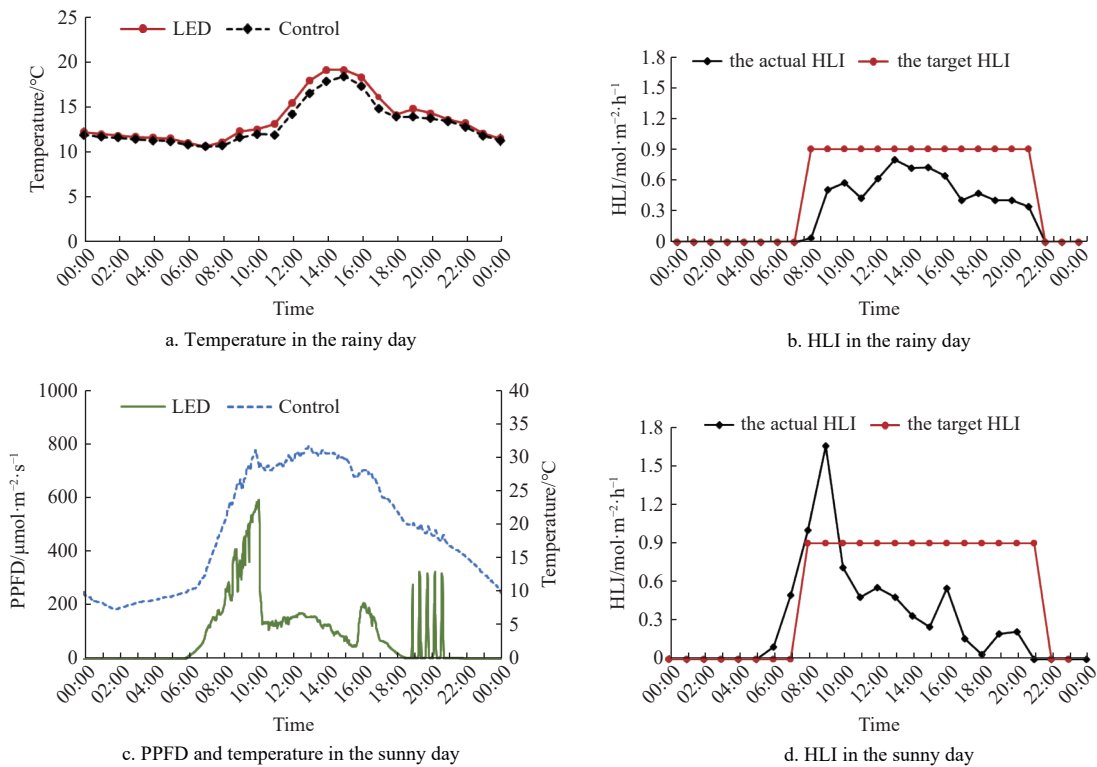 LED Control
Temperature/°C
25
20
15
10
5
0
00:00 02:00 04:00 06:00 08:00 10:00 12:00 14:00 16:00 18:00 20:00 22:00 00:00
Time
a. Temperature in the rainy day
the actual HLI the target HLI
HLI/mol·m⁻²·h⁻¹
1.8
1.5
1.2
0.9
0.6
0.3
0
00:00 02:00 04:00 06:00 08:00 10:00 12:00 14:00 16:00 18:00 20:00 22:00 00:00
Time
b. HLI in the rainy day
LED Control
PPFD/μmol·m⁻²·s⁻¹
1000
800
600
400
200
0
40
35
30
25
20
15
10
5
0
Temperature/°C
00:00 02:00 04:00 06:00 08:00 10:00 12:00 14:00 16:00 18:00 20:00 22:00 00:00
Time
c. PPFD and temperature in the sunny day
the actual HLI the target HLI
HLI/mol·m⁻²·h⁻¹
1.8
1.5
1.2
0.9
0.6
0.3
0
00:00 02:00 04:00 06:00 08:00 10:00 12:00 14:00 16:00 18:00 20:00 22:00 00:00
Time
d. HLI in the sunny day